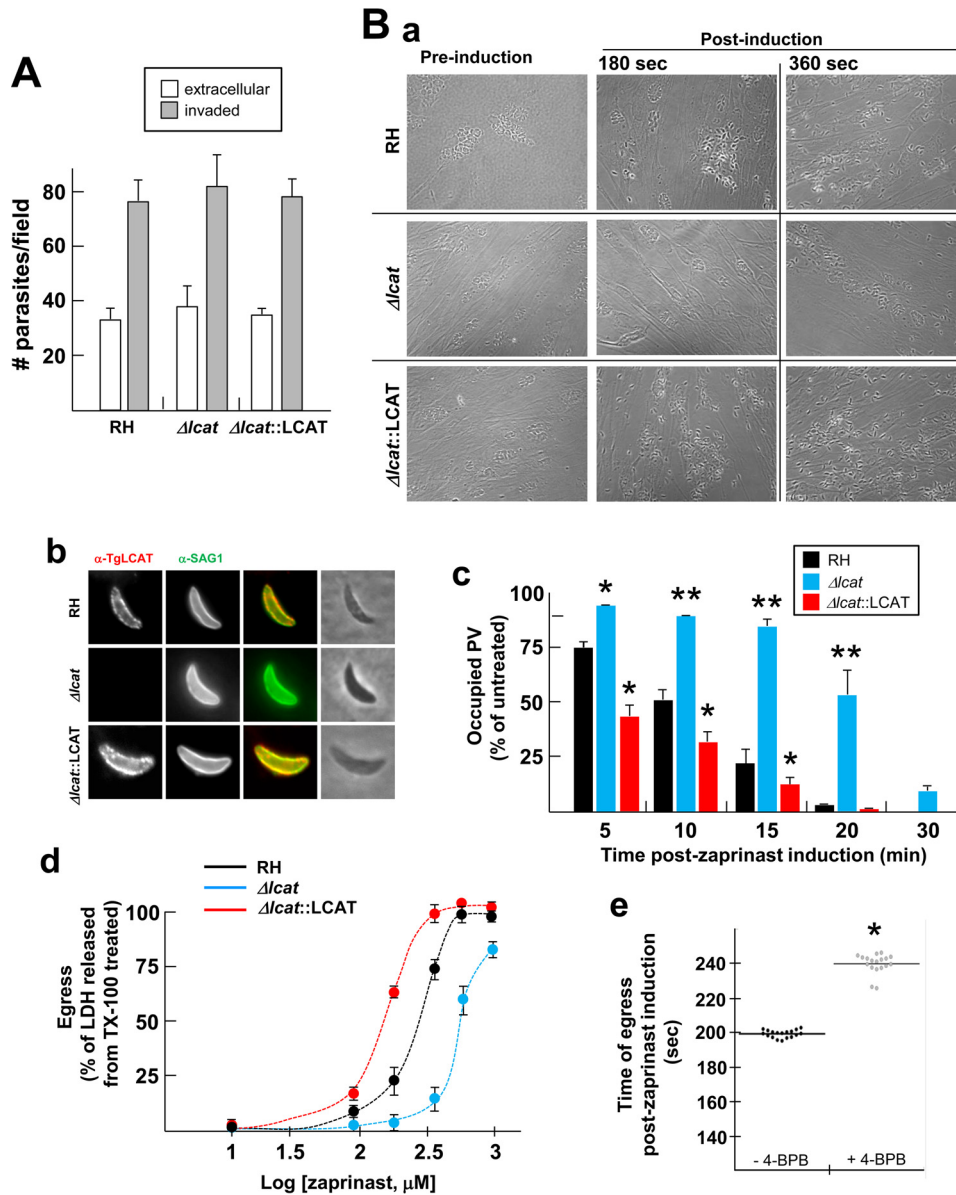 A
extracellular
invaded
# parasites/field
80
60
40
20
RH
Δlcat
Δlcat::LCAT
B
a
Pre-induction
Post-induction
180 sec
360 sec
RH
Δlcat
Δlcat::LCAT
b
α-TgLCAT
α-SAG1
RH
Δlcat
Δlcat::LCAT
c
RH
Δlcat
Δlcat::LCAT
Occupied PV
(% of untreated)
100
75
50
25
*
*
**
*
**
*
**
5
10
15
20
30
Time post-zaprinast induction (min)
d
RH
Δlcat
Δlcat::LCAT
Egress
(% of LDH released
from TX-100 treated)
100
75
50
25
1
1.5
2
2.5
3
Log [zaprinast, μM]
e
*
Time of egress
post-zaprinast induction
(sec)
240
220
200
180
160
140
- 4-BPB
+ 4-BPB